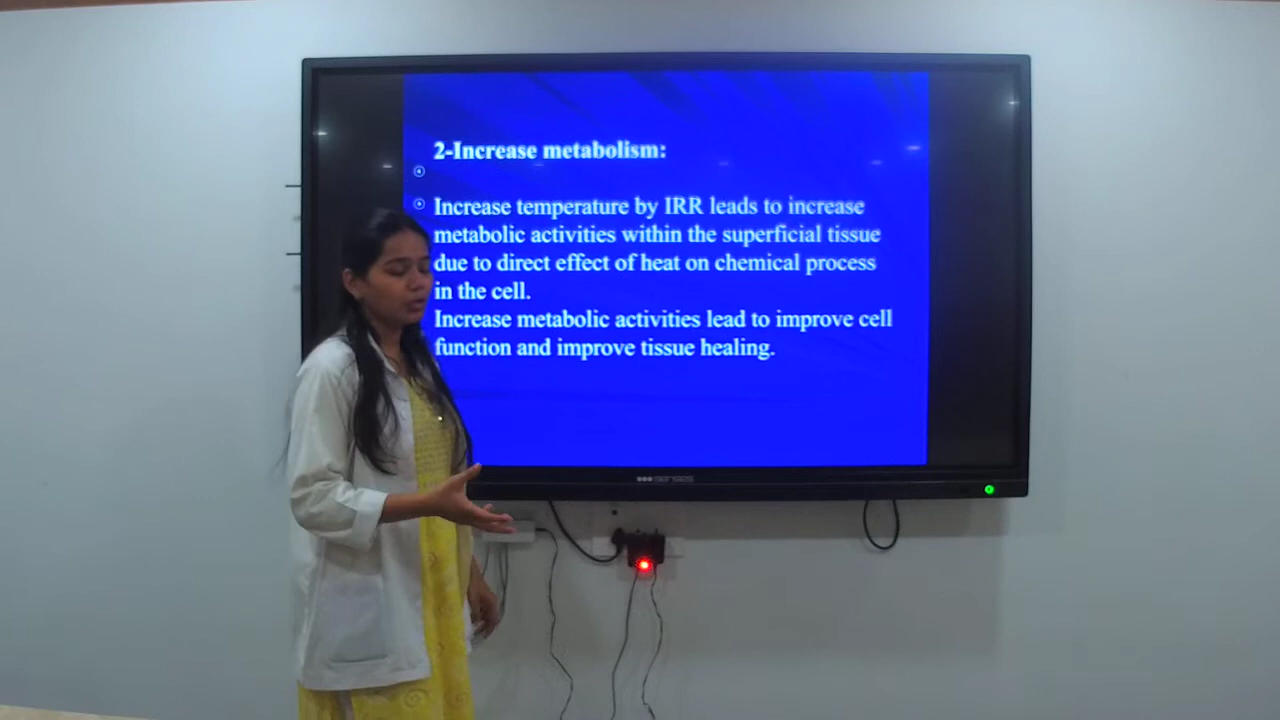 2-Increase metabolism:
Increase temperature by IRR leads to increase
metabolic activities within the superficial tissue
due to direct effect of heat on chemical process
in the cell.
Increase metabolic activities lead to improve cell
function and improve tissue healing.